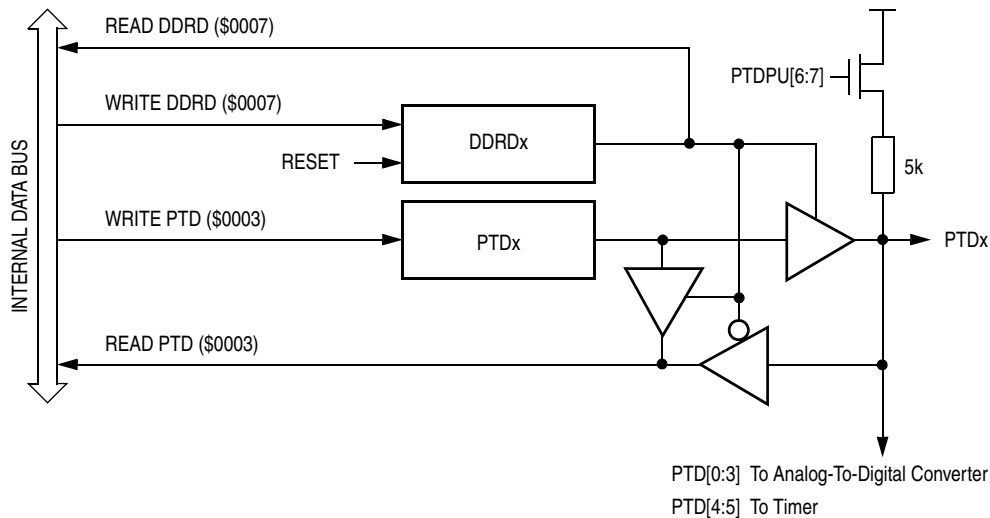 READ DDRD ($0007)
PTDPU[6:7]
WRITE DDRD ($0007)
DDRDx
RESET
5k
INTERNAL DATA BUS
WRITE PTD ($0003)
PTDx
PTDx
READ PTD ($0003)
PTD[0:3] To Analog-To-Digital Converter
PTD[4:5] To Timer